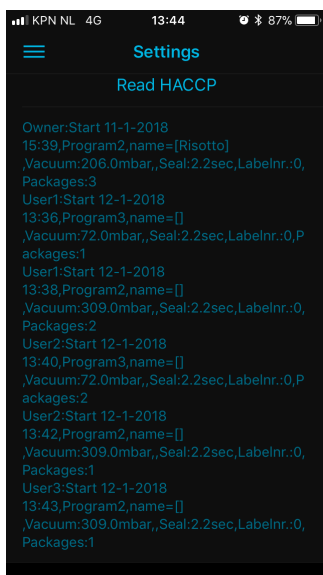 KPN NL 4G 13:44 87%
Settings
Read HACCP
Owner:Start 11-1-2018
15:39,Program2,name=[Risotto]
,Vacuum:206.0mbar,,Seal:2.2sec,Labelnr.:0,
Packages:3
User1:Start 12-1-2018
13:36,Program3,name=[]
,Vacuum:72.0mbar,,Seal:2.2sec,Labelnr.:0,P
ackages:1
User1:Start 12-1-2018
13:38,Program2,name=[]
,Vacuum:309.0mbar,,Seal:2.2sec,Labelnr.:0,
Packages:2
User2:Start 12-1-2018
13:40,Program3,name=[]
,Vacuum:72.0mbar,,Seal:2.2sec,Labelnr.:0,P
ackages:2
User2:Start 12-1-2018
13:42,Program2,name=[]
,Vacuum:309.0mbar,,Seal:2.2sec,Labelnr.:0,
Packages:1
User3:Start 12-1-2018
13:43,Program2,name=[]
,Vacuum:309.0mbar,,Seal:2.2sec,Labelnr.:0,
Packages:1